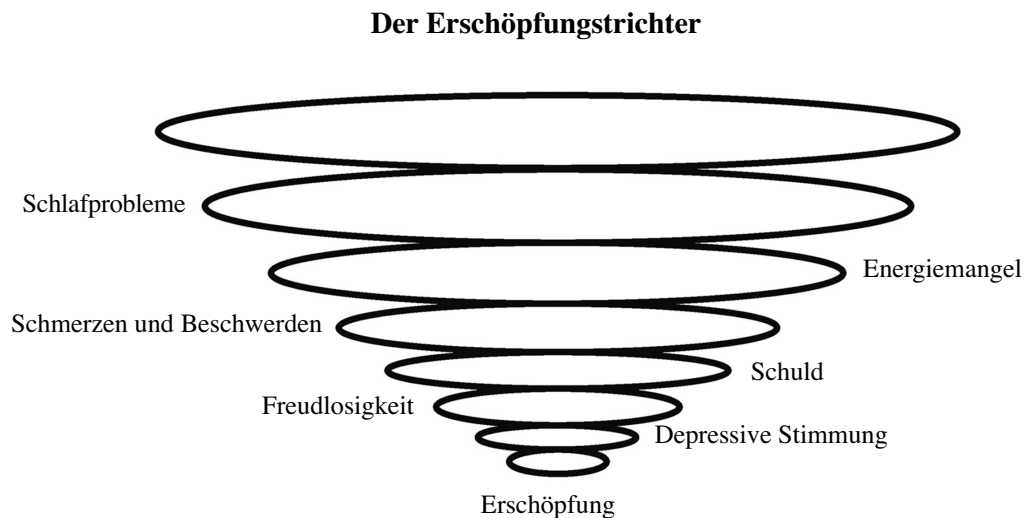 Der Erschöpfungstrichter
Schlafprobleme
Energiemangel
Schmerzen und Beschwerden
Schuld
Freudlosigkeit
Depressive Stimmung
Erschöpfung